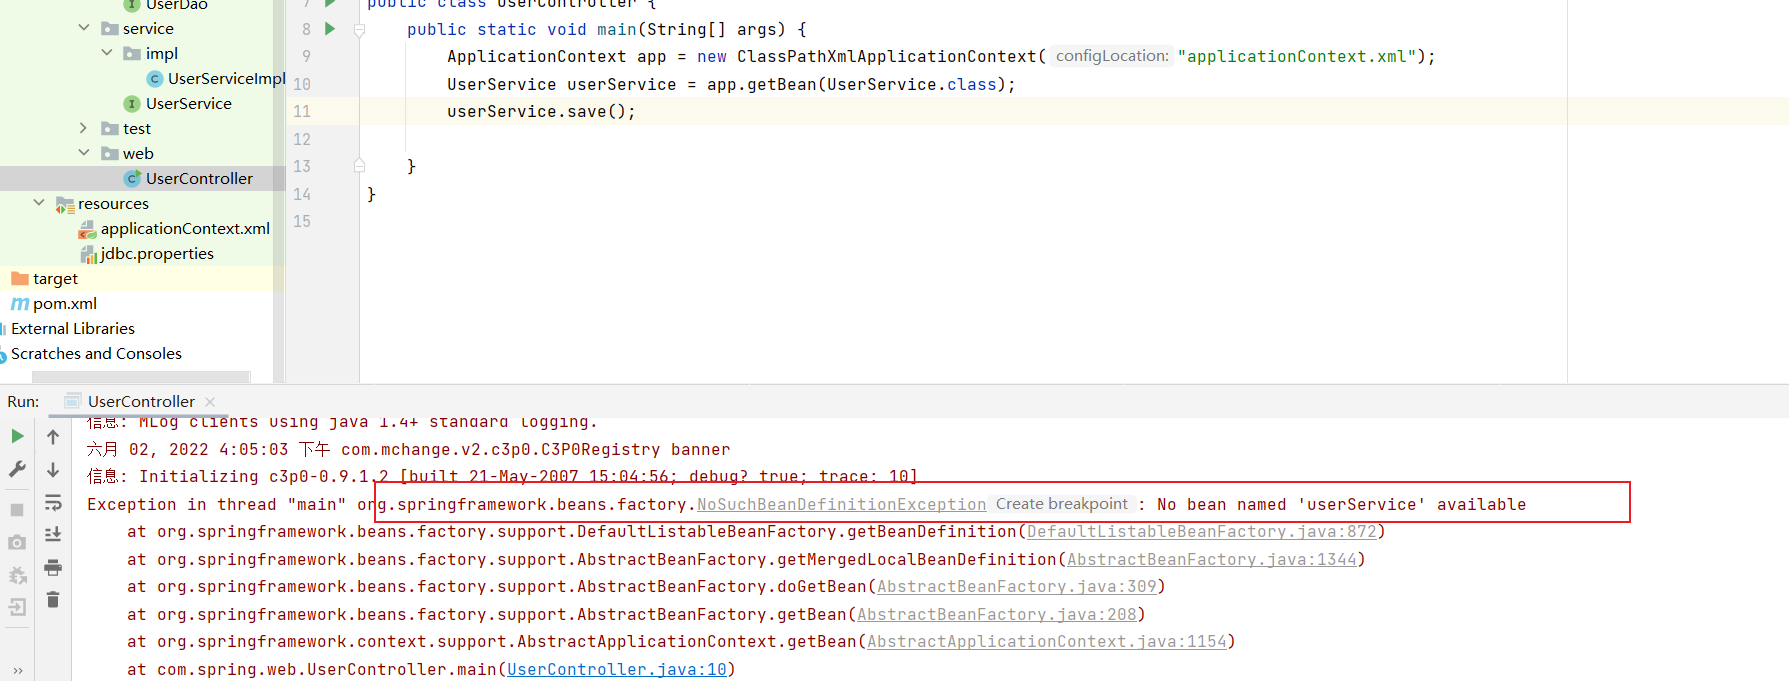 UserDao
service
impl
UserServiceImpl
UserService
test
web
UserController
resources
applicationContext.xml
jdbc.properties
target
pom.xml
External Libraries
Scratches and Consoles
7 public class UserController {
8 public static void main(String[] args) {
9 ApplicationContext app = new ClassPathXmlApplicationContext( configLocation: "applicationContext.xml");
10 UserService userService = app.getBean(UserService.class);
11 userService.save();
12
13 }
14 }
15
Run: UserController
信息: MLog clients using java 1.4+ standard logging.
六月 02, 2022 4:05:03 下午 com.mchange.v2.c3p0.C3P0Registry banner
信息: Initializing c3p0-0.9.1.2 [built 21-May-2007 15:04:56; debug? true; trace: 10]
Exception in thread "main" org.springframework.beans.factory.NoSuchBeanDefinitionException Create breakpoint : No bean named 'userService' available
at org.springframework.beans.factory.support.DefaultListableBeanFactory.getBeanDefinition(DefaultListableBeanFactory.java:872)
at org.springframework.beans.factory.support.AbstractBeanFactory.getMergedLocalBeanDefinition(AbstractBeanFactory.java:1344)
at org.springframework.beans.factory.support.AbstractBeanFactory.doGetBean(AbstractBeanFactory.java:309)
at org.springframework.beans.factory.support.AbstractBeanFactory.getBean(AbstractBeanFactory.java:208)
at org.springframework.context.support.AbstractApplicationContext.getBean(AbstractApplicationContext.java:1154)
at com.spring.web.UserController.main(UserController.java:10)